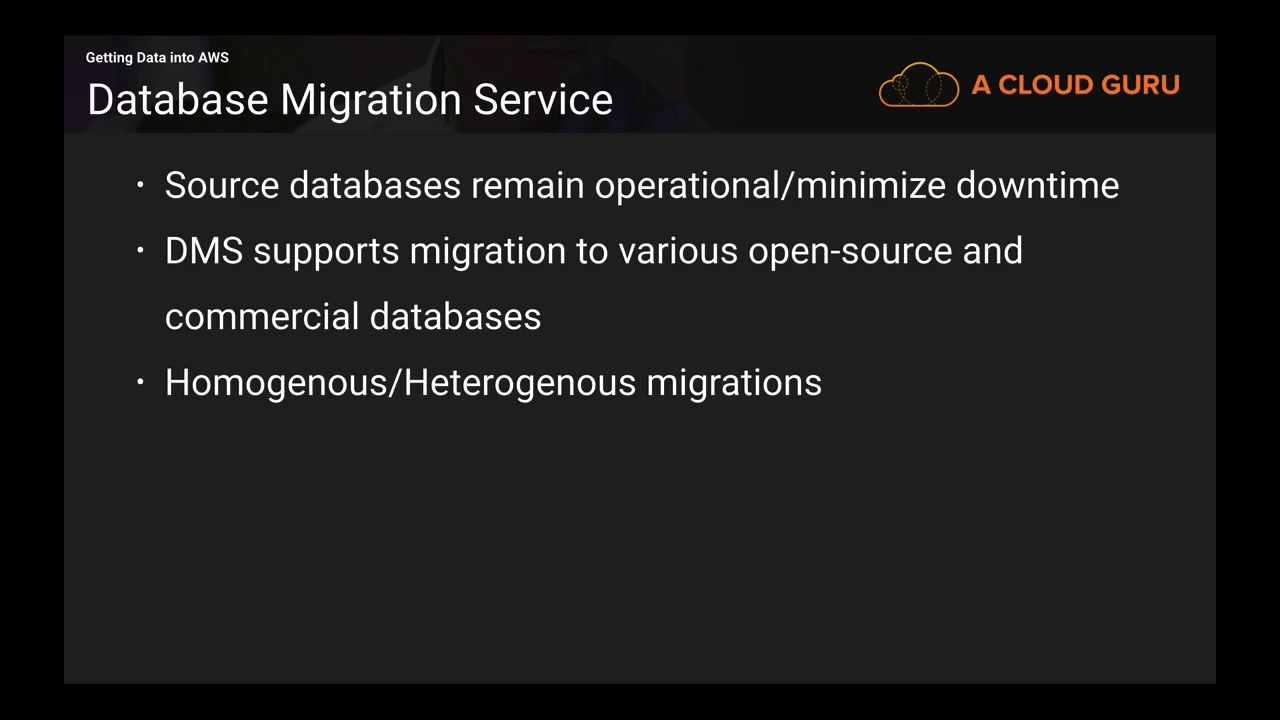 Getting Data into AWS
Database Migration Service
A CLOUD GURU
• Source databases remain operational/minimize downtime
• DMS supports migration to various open-source and
commercial databases
• Homogenous/Heterogenous migrations